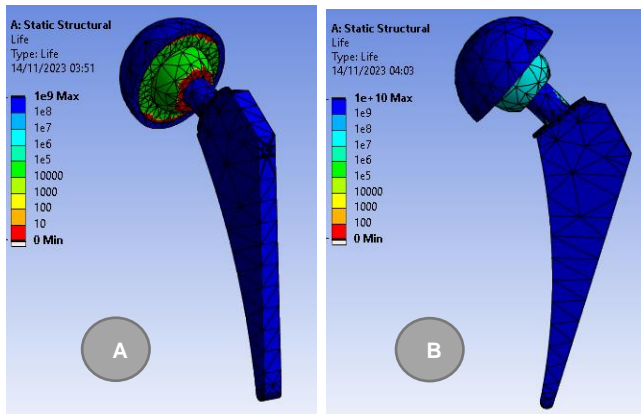 A: Static Structural
Life
Type: Life
14/11/2023 03:51
1e9 Max
1e8
1e7
1e6
1e5
10000
1000
100
10
0 Min
A
A: Static Structural
Life
Type: Life
14/11/2023 04:03
1e+10 Max
1e9
1e8
1e7
1e6
1e5
10000
1000
100
0 Min
B